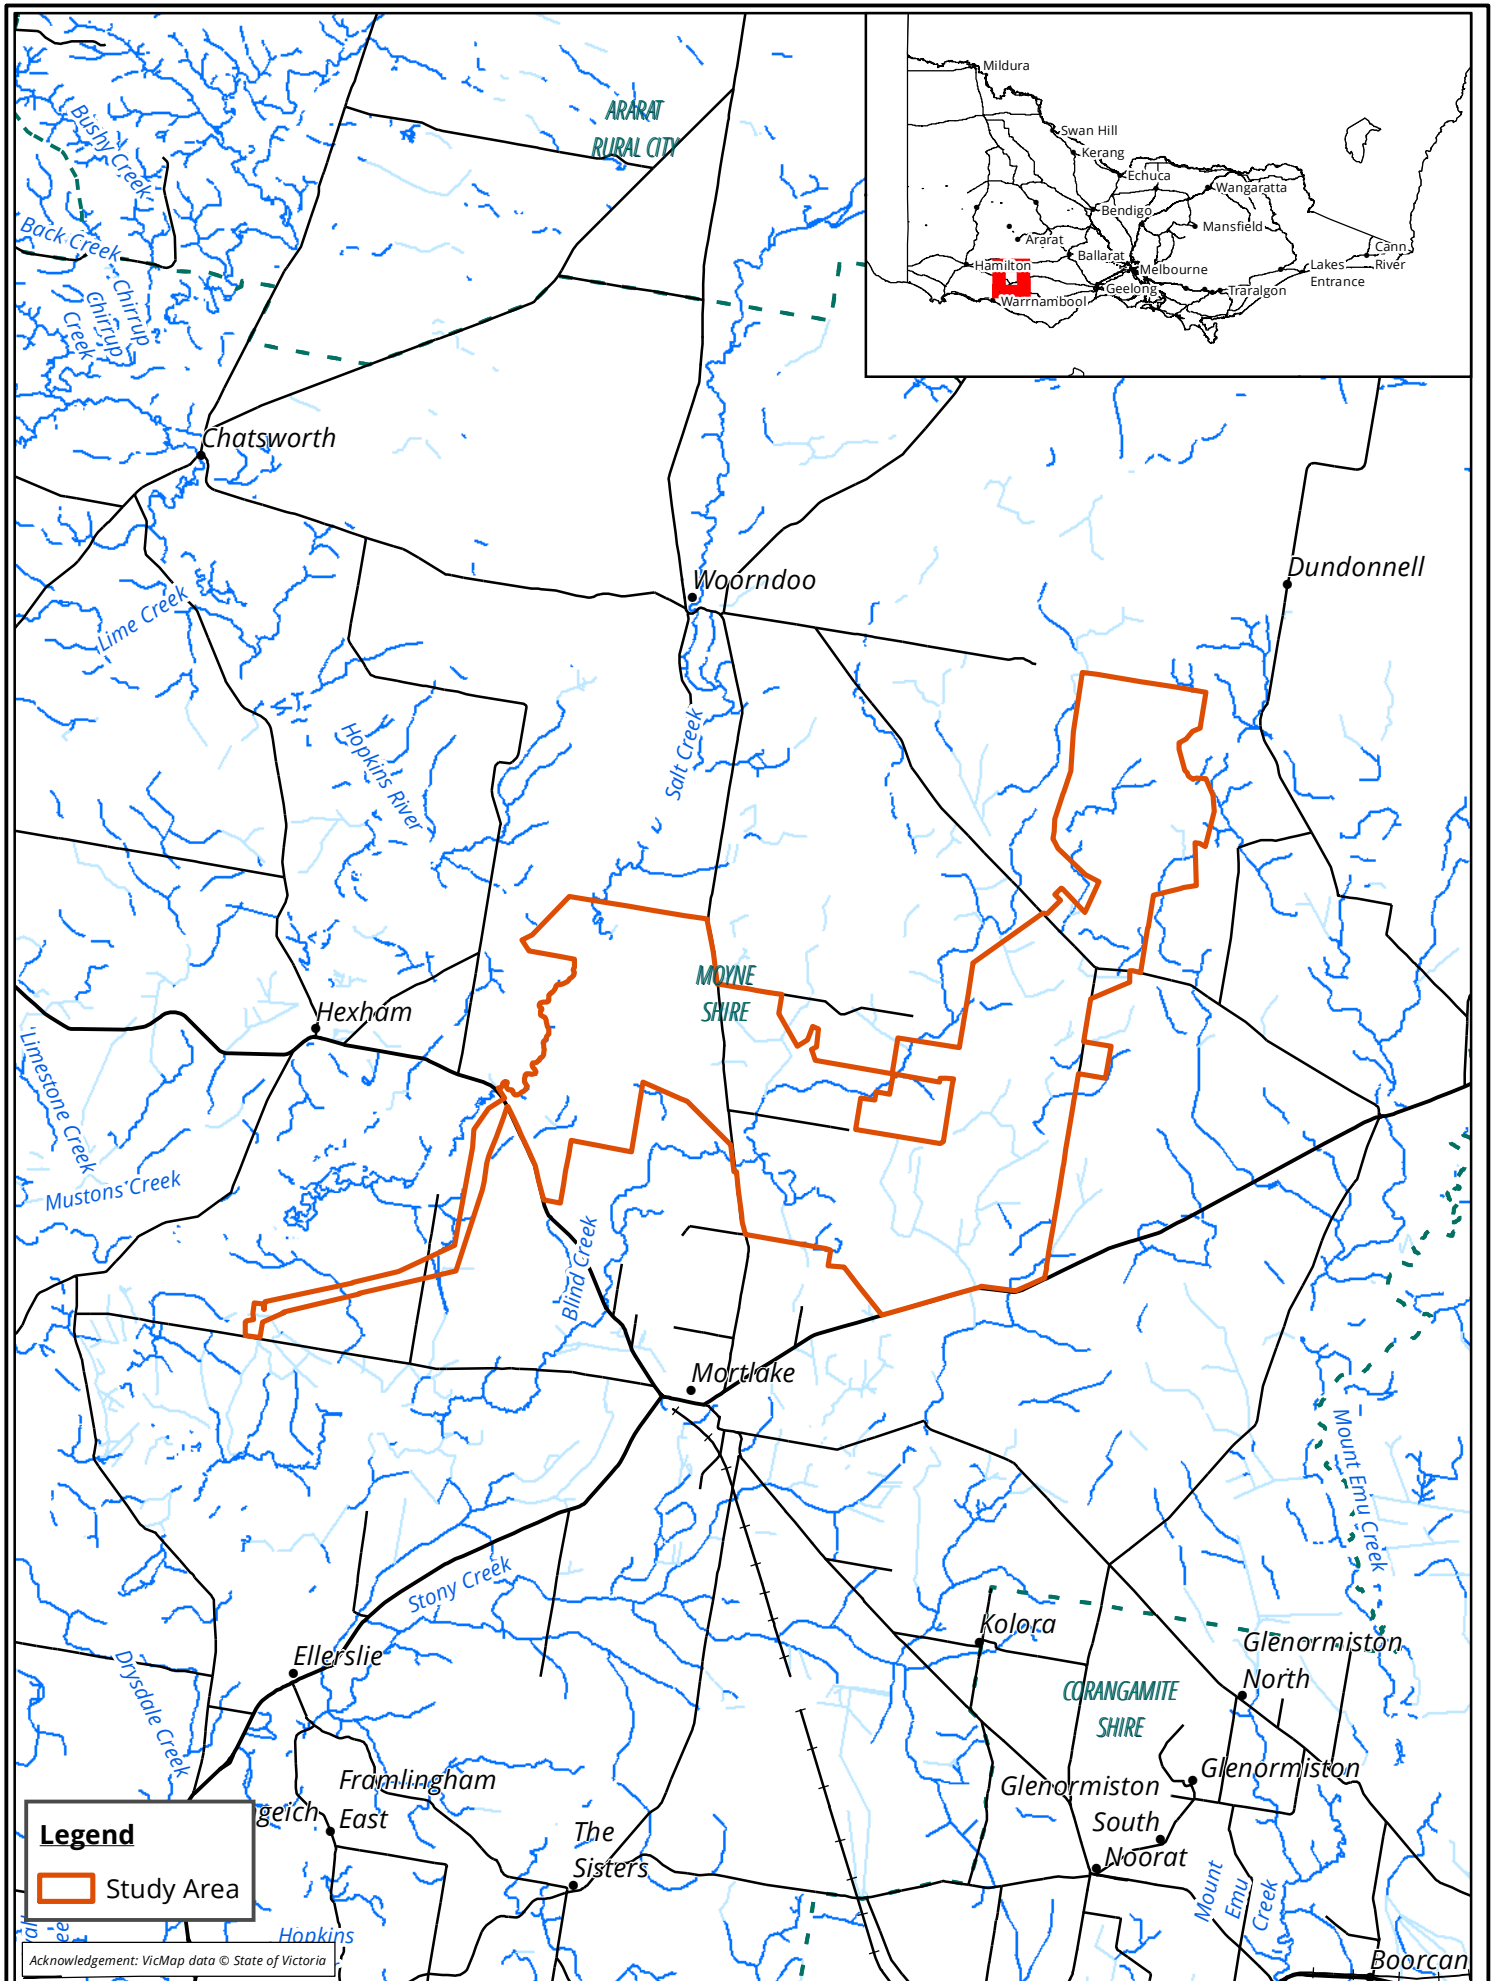 ARARAT
RURAL CITY
Bushy Creek
Back Creek
Chirrup
Chirrup
Creek
Mildura
Swan Hill
Kerang
Echuca
Wangaratta
Bendigo
Mansfield
Ararat
Ballarat
Cann
River
Hamilton
Melbourne
Lakes
Entrance
Geelong
Traralgon
Warrnambool
Chatsworth
Woorndoo
Dundonnell
Lime Creek
Hopkins River
Salt Creek
MOYNE
SHIRE
Hexham
Limestone Creek
Mustons Creek
Blind Creek
Mortlake
Mount Emu Creek
Stony Creek
Kolora
Glenormiston
North
Ellerslie
Drysdale Creek
CORANGAMITE
SHIRE
Framlingham
East
Glenormiston
Glenormiston
South
geich
The
Sisters
Noorat
Mount
Emu
Creek
Legend
Study Area
Hopkins
Boorcan
Acknowledgement: VicMap data © State of Victoria